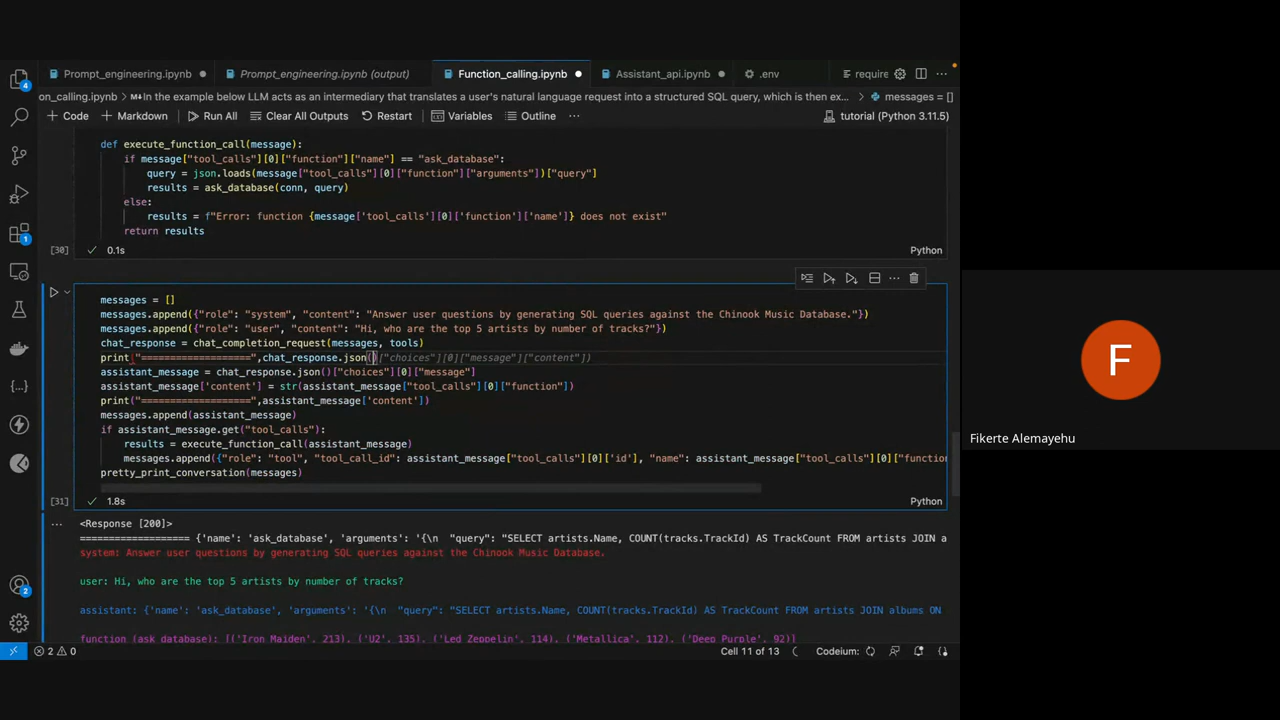 Prompt_engineering.ipynb
Prompt_engineering.ipynb (output)
Function_calling.ipynb
Assistant_api.ipynb
.env
require
on_calling.ipynb > M↓In the example below LLM acts as an intermediary that translates a user's natural language request into a structured SQL query, which is then ex... > messages = []
+ Code + Markdown Run All Clear All Outputs Restart Variables Outline ... tutorial (Python 3.11.5)
def execute_function_call(message):
if message["tool_calls"][0]["function"]["name"] == "ask_database":
query = json.loads(message["tool_calls"][0]["function"]["arguments"])["query"]
results = ask_database(conn, query)
else:
results = f"Error: function {message['tool_calls'][0]['function']['name']} does not exist"
return results
[30] ✓ 0.1s Python
messages = []
messages.append({"role": "system", "content": "Answer user questions by generating SQL queries against the Chinook Music Database."})
messages.append({"role": "user", "content": "Hi, who are the top 5 artists by number of tracks?"})
chat_response = chat_completion_request(messages, tools)
print("===================",chat_response.json()["choices"][0]["message"]["content"])
assistant_message = chat_response.json()["choices"][0]["message"]
assistant_message['content'] = str(assistant_message["tool_calls"][0]["function"])
print("===================",assistant_message['content'])
messages.append(assistant_message)
if assistant_message.get("tool_calls"):
results = execute_function_call(assistant_message)
messages.append({"role": "tool", "tool_call_id": assistant_message["tool_calls"][0]['id'], "name": assistant_message["tool_calls"][0]["functio
pretty_print_conversation(messages)
[31] ✓ 1.8s Python
... <Response [200]>
=================== {'name': 'ask_database', 'arguments': '{\n  "query": "SELECT artists.Name, COUNT(tracks.TrackId) AS TrackCount FROM artists JOIN a
system: Answer user questions by generating SQL queries against the Chinook Music Database.
user: Hi, who are the top 5 artists by number of tracks?
assistant: {'name': 'ask_database', 'arguments': '{\n  "query": "SELECT artists.Name, COUNT(tracks.TrackId) AS TrackCount FROM artists JOIN albums ON
function (ask_database): [('Iron Maiden', 213), ('U2', 135), ('Led Zeppelin', 114), ('Metallica', 112), ('Deep Purple', 92)]
4
1
2
2 0 Cell 11 of 13 Codeium:
F
Fikerte Alemayehu